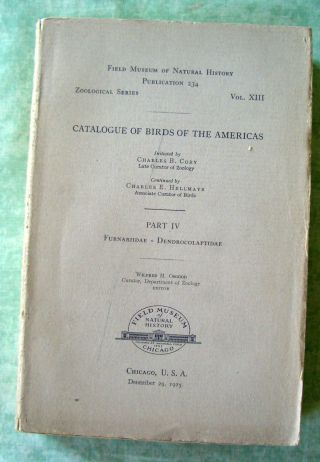 Field Museum of Natural History
Publication 234
Zoological Series Vol. XIII
CATALOGUE OF BIRDS OF THE AMERICAS
Initiated by
Charles B. Cory
Late Curator of Zoology
Continued by
Charles E. Hellmayr
Associate Curator of Birds
PART IV
Furnariidae - Dendrocolaptidae
Wilfred H. Osgood
Curator, Department of Zoology
EDITOR
FIELD MUSEUM
OF NATURAL
HISTORY
CHICAGO
Chicago, U. S. A.
December 29, 1925